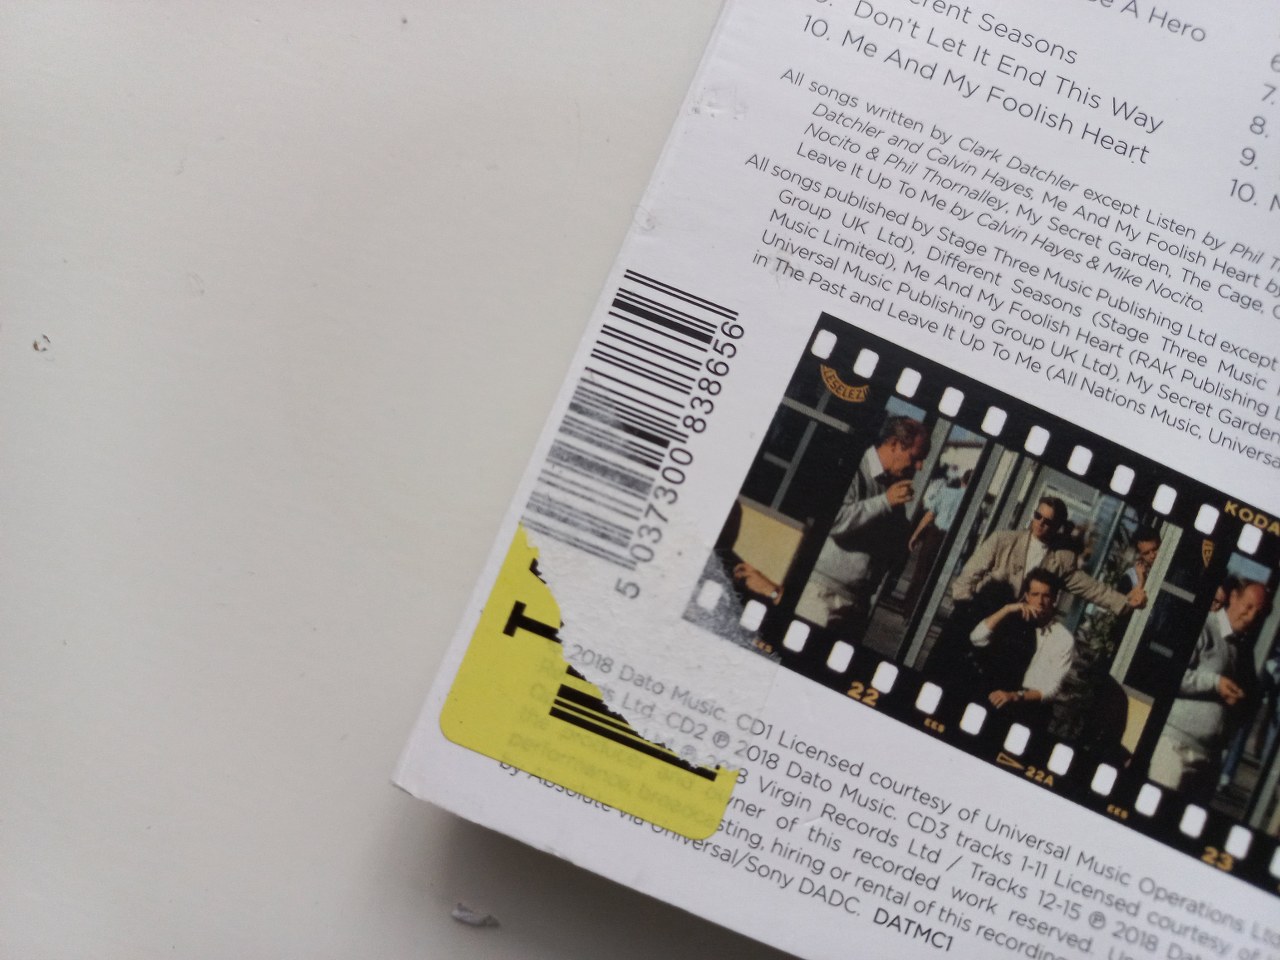 A Hero
Seasons
Don't Let It End This Way
10. Me And My Foolish Heart
7.
8.
9.
10.
All songs written by Clark Datchler except Listen by Phil
Datchler and Calvin Hayes, Me And My Foolish Heart by
Nocito & Phil Thornalley, My Secret Garden, The Cage,
Leave It Up To Me by Calvin Hayes & Mike Nocito.
All songs published by Stage Three Music Publishing Ltd except
Group UK Ltd), Different Seasons (Stage Three Music
Music Limited), Me And My Foolish Heart (RAK Publishing
Universal Music Publishing Group UK Ltd), My Secret Garden
in The Past and Leave It Up To Me (All Nations Music,
5 037300 838656
22
22A
23
T
2018 Dato Music. CD1 Licensed courtesy of Universal Music Operations Ltd
Records Ltd. CD2 ℗ 2018 Dato Music. CD3 tracks 1-11 Licensed courtesy of
Virgin Records Ltd / Tracks 12-15 ℗ 2018
the producer and owner of this recorded work reserved.
performance, broadcasting, hiring or rental of this recording
by Absolute via Universal/Sony DADC. DATMC1